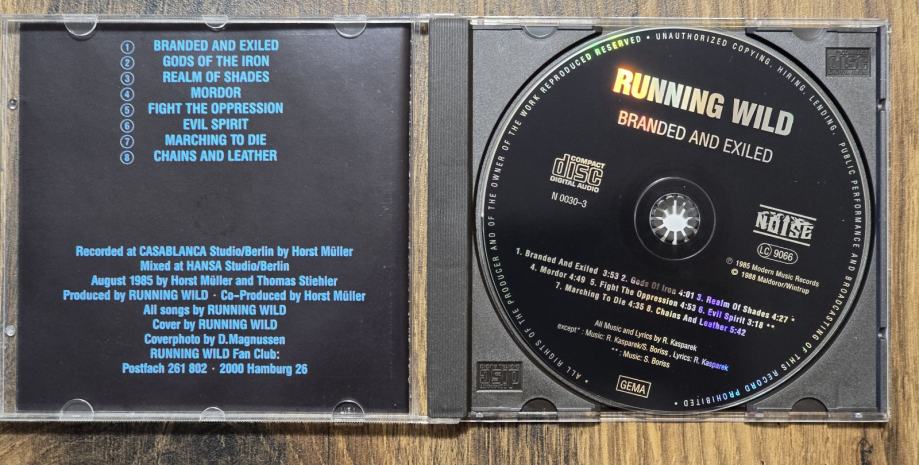 1 BRANDED AND EXILED
2 GODS OF THE IRON
3 REALM OF SHADES
4 MORDOR
5 FIGHT THE OPPRESSION
6 EVIL SPIRIT
7 MARCHING TO DIE
8 CHAINS AND LEATHER
Recorded at CASABLANCA Studio/Berlin by Horst Müller
Mixed at HANSA Studio/Berlin
August 1985 by Horst Müller and Thomas Stiehler
Produced by RUNNING WILD · Co-Produced by Horst Müller
All songs by RUNNING WILD
Cover by RUNNING WILD
Coverphoto by D.Magnussen
RUNNING WILD Fan Club:
Postfach 261 802 · 2000 Hamburg 26
· ALL RIGHTS OF THE PRODUCER AND OF THE OWNER OF THE WORK REPRODUCED RESERVED · UNAUTHORIZED COPYING, HIRING, LENDING, PUBLIC PERFORMANCE AND BROADCASTING OF THIS RECORD PROHIBITED ·
RUNNING WILD
BRANDED AND EXILED
COMPACT
disc
DIGITAL AUDIO
N 0030-3
NOISE
LC 9066
℗ 1985 Modern Music Records
© 1988 Maldoror/Wintrup
1. Branded And Exiled 3:53 2. Gods Of Iron 4:01 3. Realm Of Shades 4:27 *
4. Mordor 4:49 5. Fight The Oppression 4:53 6. Evil Spirit 3:18 **
7. Marching To Die 4:35 8. Chains And Leather 5:42
All Music and Lyrics by R. Kasparek
except * : Music: R. Kasparek/S. Boriss , Lyrics: R. Kasparek
** : Music: S. Boriss
GEMA
disc
disc